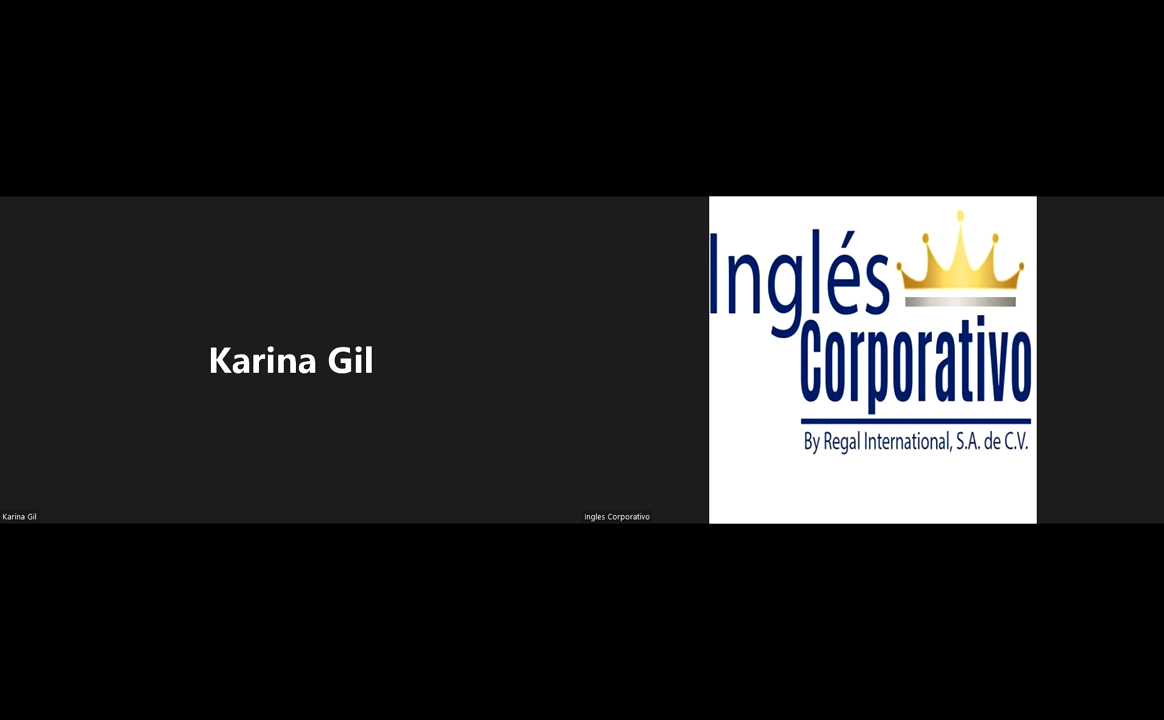 Karina Gil
Inglés
Corporativo
By Regal International, S.A. de C.V.
Karina Gil
Ingles Corporativo